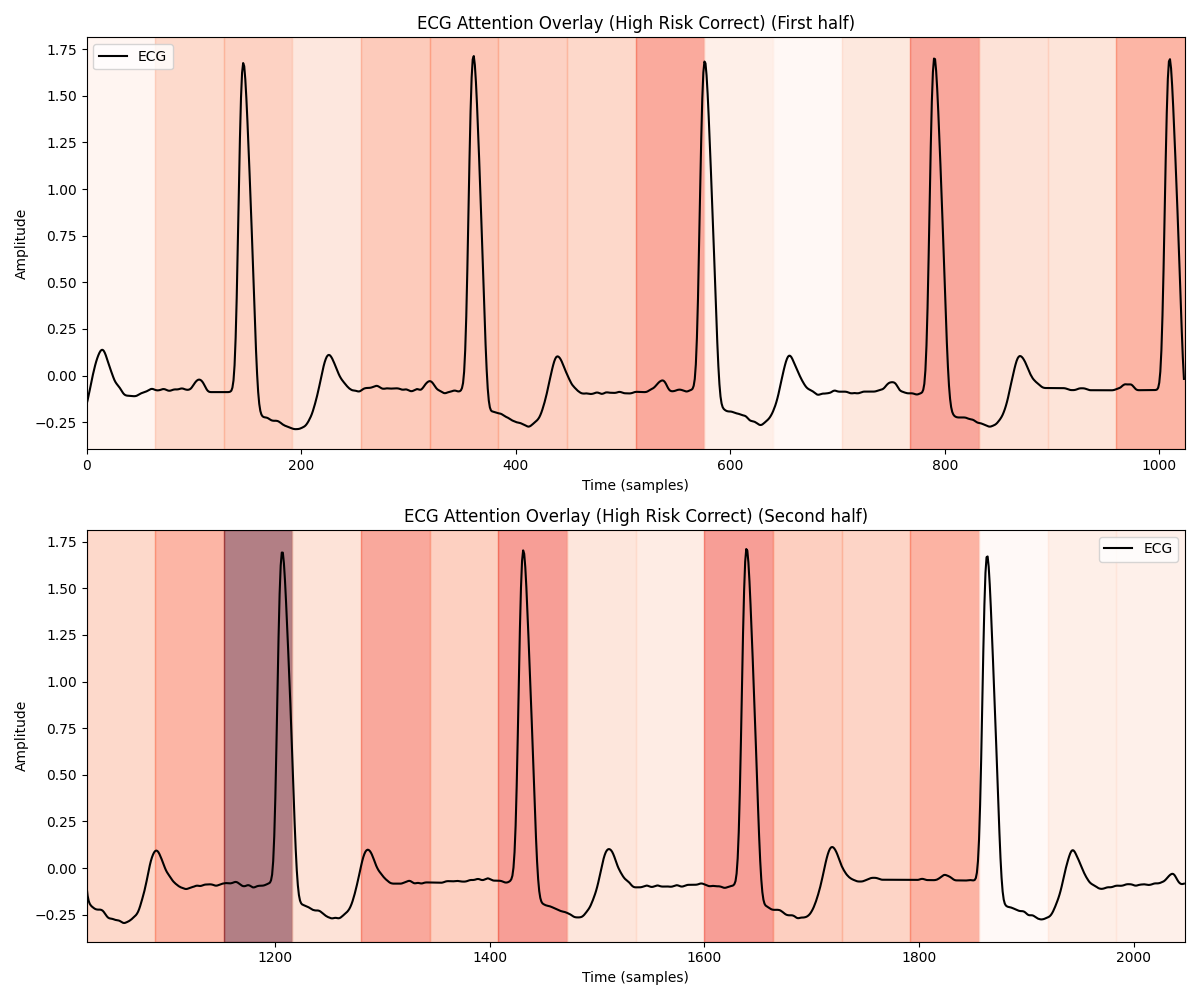 ECG Attention Overlay (High Risk Correct) (First half)
1.75
1.50
1.25
1.00
0.75
0.50
0.25
0.00
−0.25
Amplitude
ECG
0 200 400 600 800 1000
Time (samples)
ECG Attention Overlay (High Risk Correct) (Second half)
1.75
1.50
1.25
1.00
0.75
0.50
0.25
0.00
−0.25
Amplitude
ECG
1200 1400 1600 1800 2000
Time (samples)